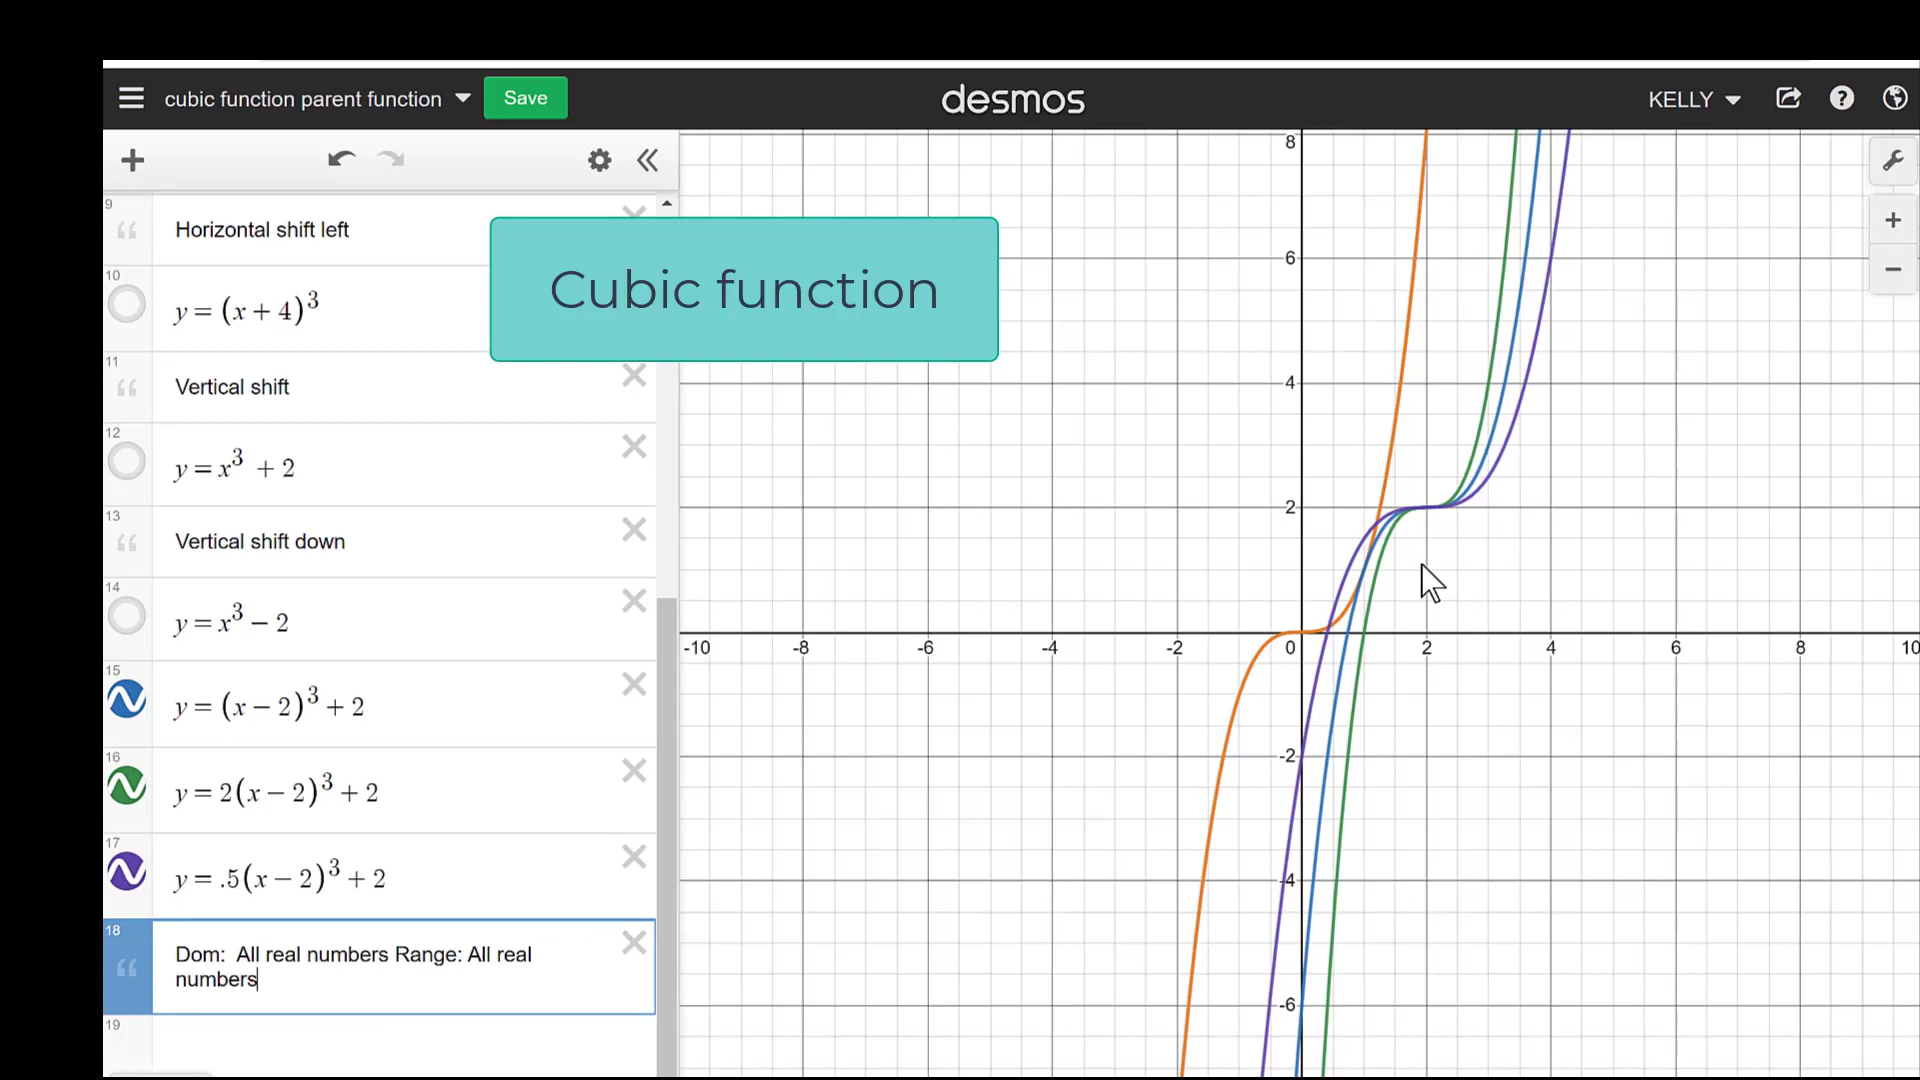 cubic function parent function
Save
desmos
KELLY
9
Horizontal shift left
10
y = (x + 4)^3
11
Vertical shift
12
y = x^3 + 2
13
Vertical shift down
14
y = x^3 − 2
15
y = (x − 2)^3 + 2
16
y = 2(x − 2)^3 + 2
17
y = .5(x − 2)^3 + 2
18
Dom:  All real numbers Range: All real
numbers
19
Cubic function
8
6
4
2
-10 -8 -6 -4 -2 0 2 4 6 8 10
-2
-4
-6